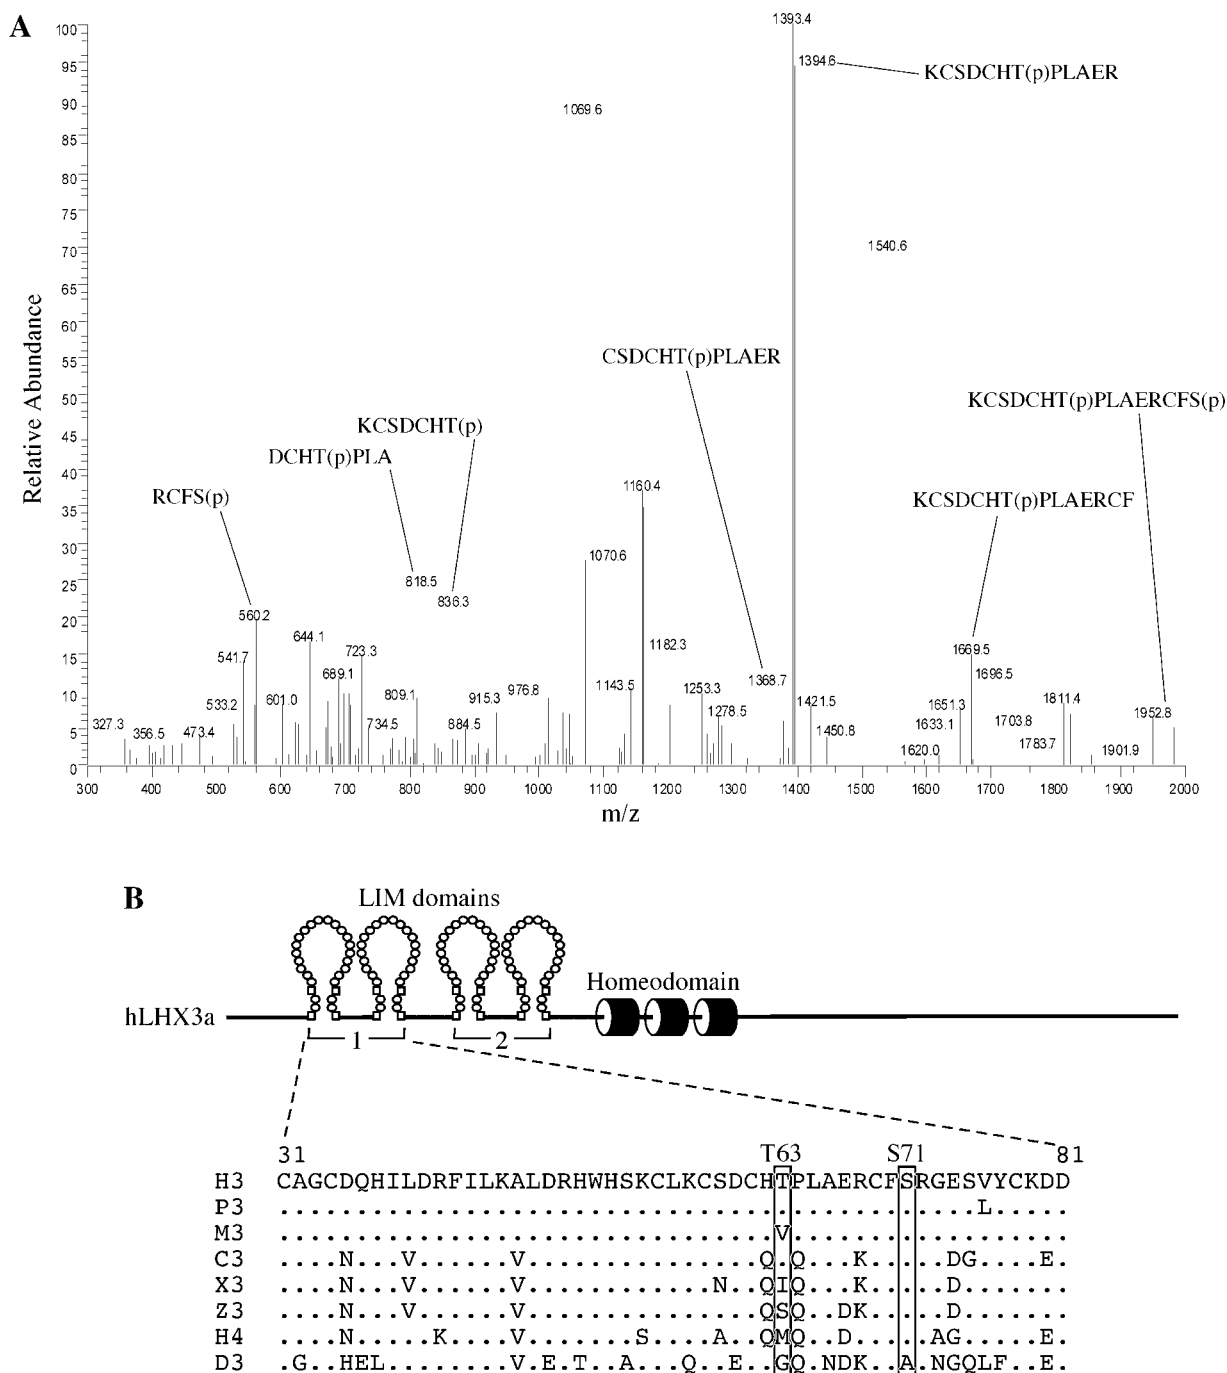 A
Relative Abundance
100
95
90
85
80
75
70
65
60
55
50
45
40
35
30
25
20
15
10
5
0
300 400 500 600 700 800 900 1000 1100 1200 1300 1400 1500 1600 1700 1800 1900 2000
m/z
1393.4
1394.6
KCSDCHT(p)PLAER
1069.6
1540.6
CSDCHT(p)PLAER
KCSDCHT(p)PLAERCFS(p)
KCSDCHT(p)
DCHT(p)PLA
RCFS(p)
KCSDCHT(p)PLAERCF
1160.4
1070.6
818.5
836.3
560.2
644.1
541.7
723.3
689.1
1182.3
1368.7
1669.5
1696.5
533.2
601.0
809.1
915.3
976.8
1143.5
1253.3
1278.5
1421.5
1450.8
1651.3
1633.1
1620.0
1703.8
1811.4
1783.7
1952.8
1901.9
327.3
356.5
473.4
734.5
884.5
B
LIM domains
Homeodomain
hLHX3a
1
2
31
T63
S71
81
H3 CAGCDQHILDRFILKALDRHWHSKCLKCSDCHTPLAERCFSRGESVYCKDD
P3 .............................................L.....
M3 ................................V..................
C3 ....N...V......V...............Q.Q...K.....DG....E.
X3 ....N...V......V............N..QIQ...K.....D.......
Z3 ....N...V......V...............QSQ..DK.....D.......
H4 ....N.....K....V.......S....A..QMQ..D.....AG.....E.
D3 .G..HEL........V.E.T..A...Q..E..GQ.NDK..A.NGQLF..E.